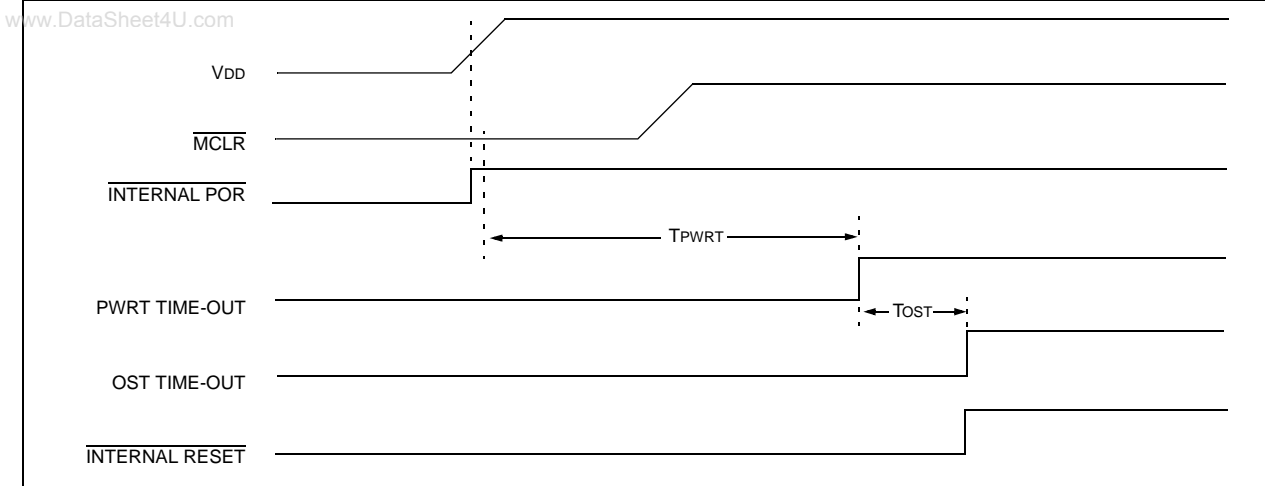 www.DataSheet4U.com
VDD
MCLR
INTERNAL POR
TPWRT
PWRT TIME-OUT
TOST
OST TIME-OUT
INTERNAL RESET